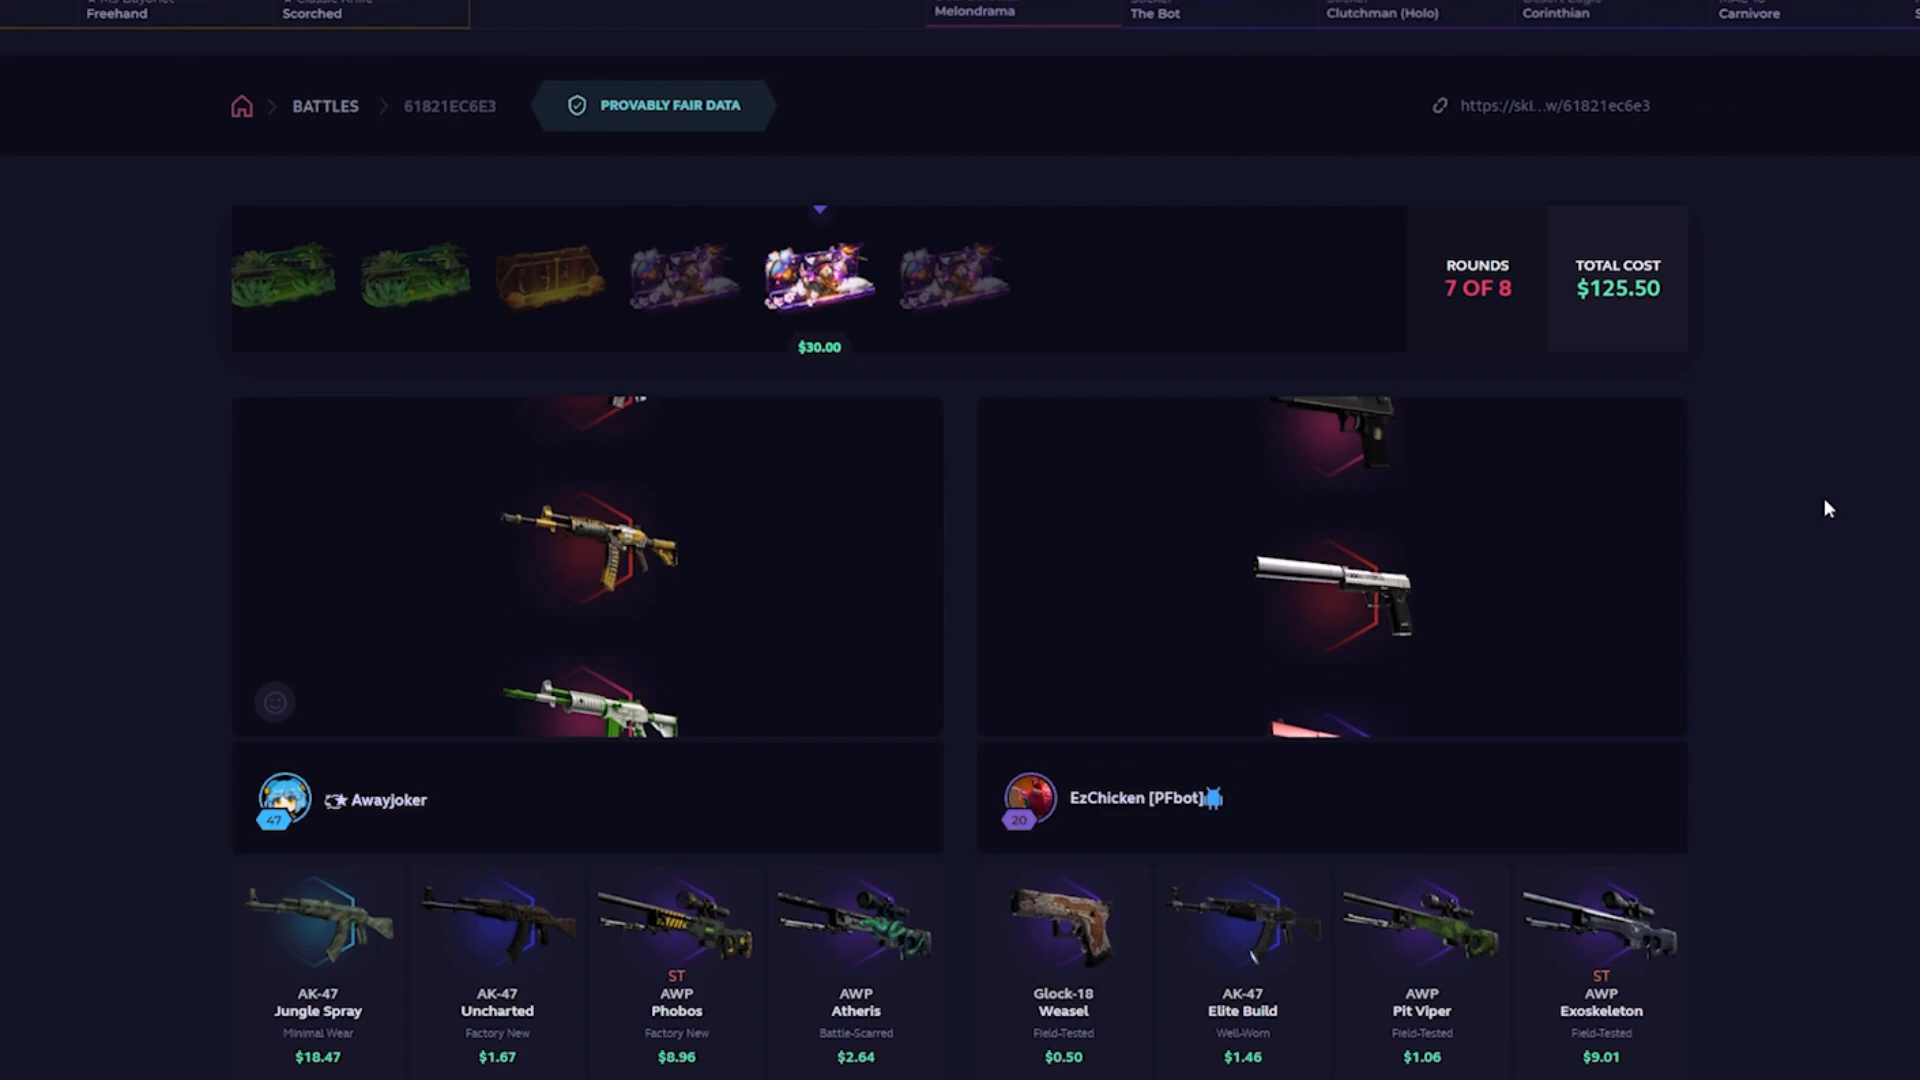 Freehand
Scorched
Melondrama
The Bot
Clutchman (Holo)
Corinthian
Carnivore
BATTLES
61821EC6E3
PROVABLY FAIR DATA
https://ski...w/61821ec6e3
ROUNDS
7 OF 8
TOTAL COST
$125.50
$30.00
47
Awayjoker
20
EzChicken [PFbot]
AK-47
Jungle Spray
Minimal Wear
$18.47
AK-47
Uncharted
Factory New
$1.67
ST
AWP
Phobos
Factory New
$8.96
AWP
Atheris
Battle-Scarred
$2.64
Glock-18
Weasel
Field-Tested
$0.50
AK-47
Elite Build
Well-Worn
$1.46
AWP
Pit Viper
Field-Tested
$1.06
ST
AWP
Exoskeleton
Field-Tested
$9.01